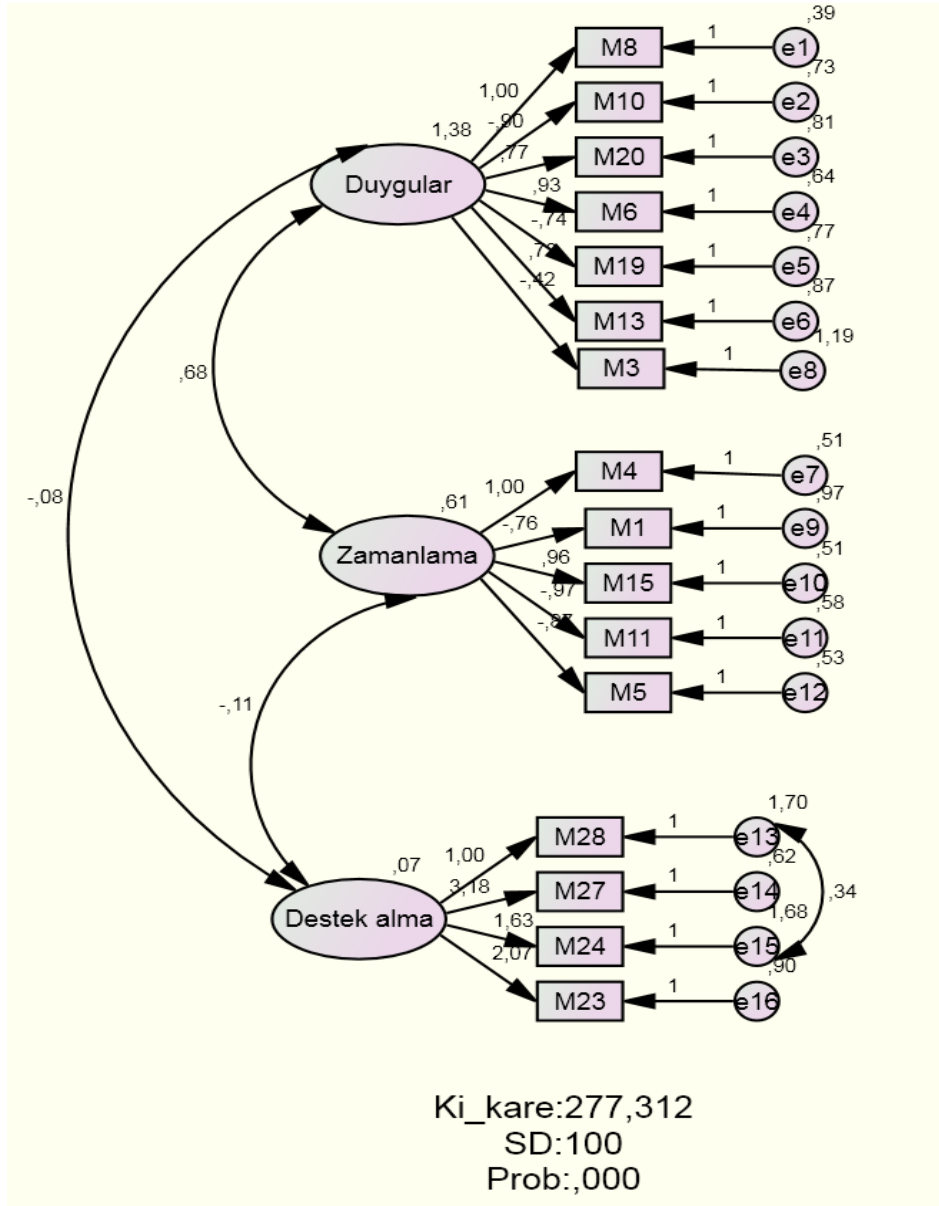 ,39
M8
1
e1
1,00
,73
M10
1
e2
-,90
,81
1,38
M20
1
e3
,77
,64
Duygular
M6
1
e4
,93
,77
M19
1
e5
-,74
,87
M13
1
e6
1,19
-,42
M3
1
e8
,68
,51
M4
1
e7
1,00
,97
-,08
,61
M1
1
e9
-,76
,51
Zamanlama
M15
1
e10
,96
,58
M11
1
e11
-,97
,53
M5
1
e12
-,11
1,70
M28
1
e13
1,00
,62
,07
M27
1
e14
3,18
,34
1,68
Destek alma
M24
1
e15
1,63
,90
M23
1
e16
2,07
Ki_kare:277,312
SD:100
Prob:,000